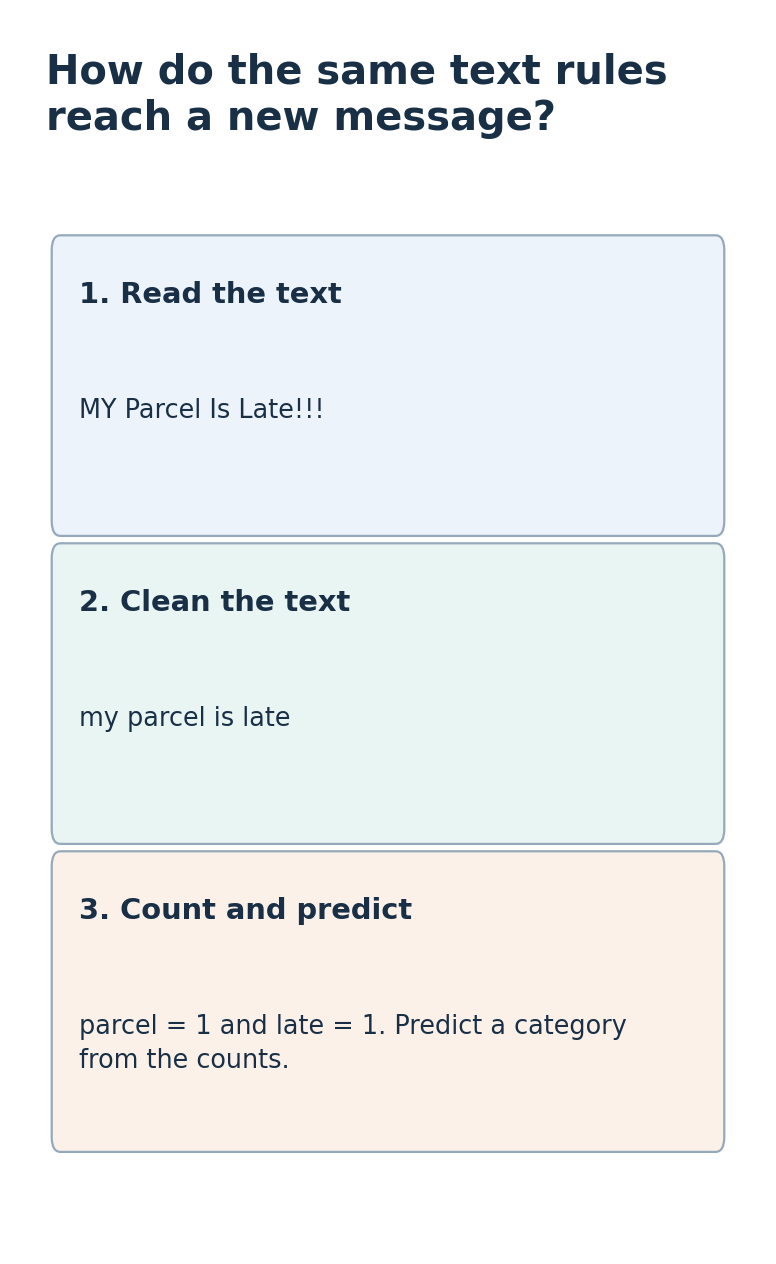 How do the same text rules
reach a new message?
1. Read the text
MY Parcel Is Late!!!
2. Clean the text
my parcel is late
3. Count and predict
parcel = 1 and late = 1. Predict a category
from the counts.